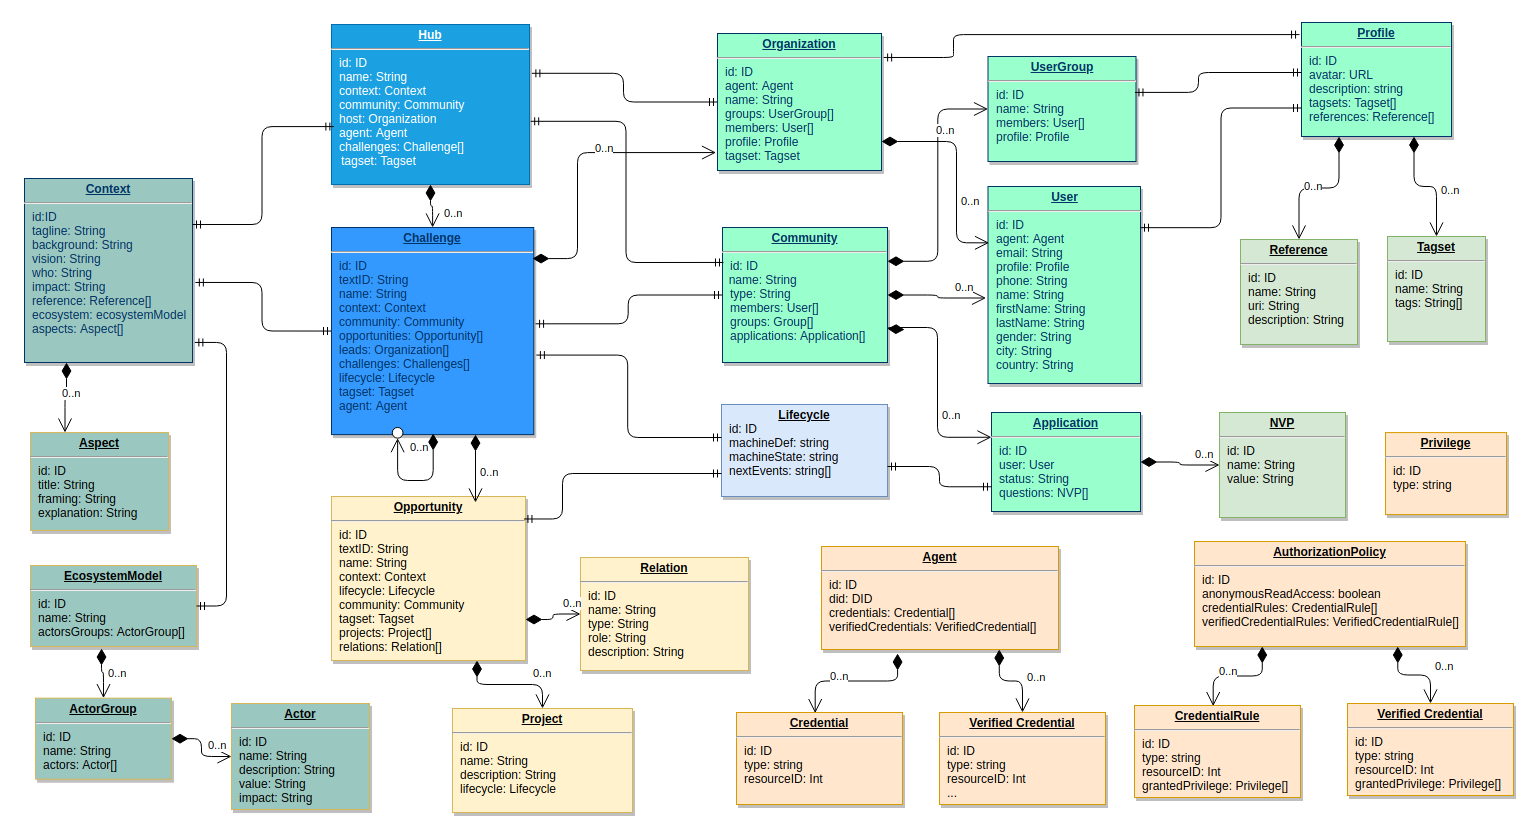 Hub
id: ID
name: String
context: Context
community: Community
host: Organization
agent: Agent
challenges: Challenge[]
tagset: Tagset
0..n
Organization
id: ID
agent: Agent
name: String
groups: UserGroup[]
members: User[]
profile: Profile
tagset: Tagset
0..n
0..n
0..n
UserGroup
id: ID
name: String
members: User[]
profile: Profile
Profile
id: ID
avatar: URL
description: string
tagsets: Tagset[]
references: Reference[]
0..n
0..n
Context
id:ID
tagline: String
background: String
vision: String
who: String
impact: String
reference: Reference[]
ecosystem: ecosystemModel
aspects: Aspect[]
0..n
Challenge
id: ID
textID: String
name: String
context: Context
community: Community
opportunities: Opportunity[]
leads: Organization[]
challenges: Challenges[]
lifecycle: Lifecycle
tagset: Tagset
agent: Agent
0..n
0..n
Community
id: ID
name: String
type: String
members: User[]
groups: Group[]
applications: Application[]
0..n
0..n
User
id: ID
agent: Agent
email: String
profile: Profile
phone: String
name: String
firstName: String
lastName: String
gender: String
city: String
country: String
Reference
id: ID
name: String
uri: String
description: String
Tagset
id: ID
name: String
tags: String[]
Lifecycle
id: ID
machineDef: string
machineState: string
nextEvents: string[]
Application
id: ID
user: User
status: String
questions: NVP[]
0..n
NVP
id: ID
name: String
value: String
Privilege
id: ID
type: string
Aspect
id: ID
title: String
framing: String
explanation: String
Opportunity
id: ID
textID: String
name: String
context: Context
lifecycle: Lifecycle
community: Community
tagset: Tagset
projects: Project[]
relations: Relation[]
0..n
0..n
Relation
id: ID
name: String
type: String
role: String
description: String
Agent
id: ID
did: DID
credentials: Credential[]
verifiedCredentials: VerifiedCredential[]
0..n
0..n
AuthorizationPolicy
id: ID
anonymousReadAccess: boolean
credentialRules: CredentialRule[]
verifiedCredentialRules: VerifiedCredentialRule[]
0..n
0..n
EcosystemModel
id: ID
name: String
actorsGroups: ActorGroup[]
0..n
ActorGroup
id: ID
name: String
actors: Actor[]
0..n
Actor
id: ID
name: String
description: String
value: String
impact: String
Project
id: ID
name: String
description: String
lifecycle: Lifecycle
Credential
id: ID
type: string
resourceID: Int
Verified Credential
id: ID
type: string
resourceID: Int
...
CredentialRule
id: ID
type: string
resourceID: Int
grantedPrivilege: Privilege[]
Verified Credential
id: ID
type: string
resourceID: Int
grantedPrivilege: Privilege[]